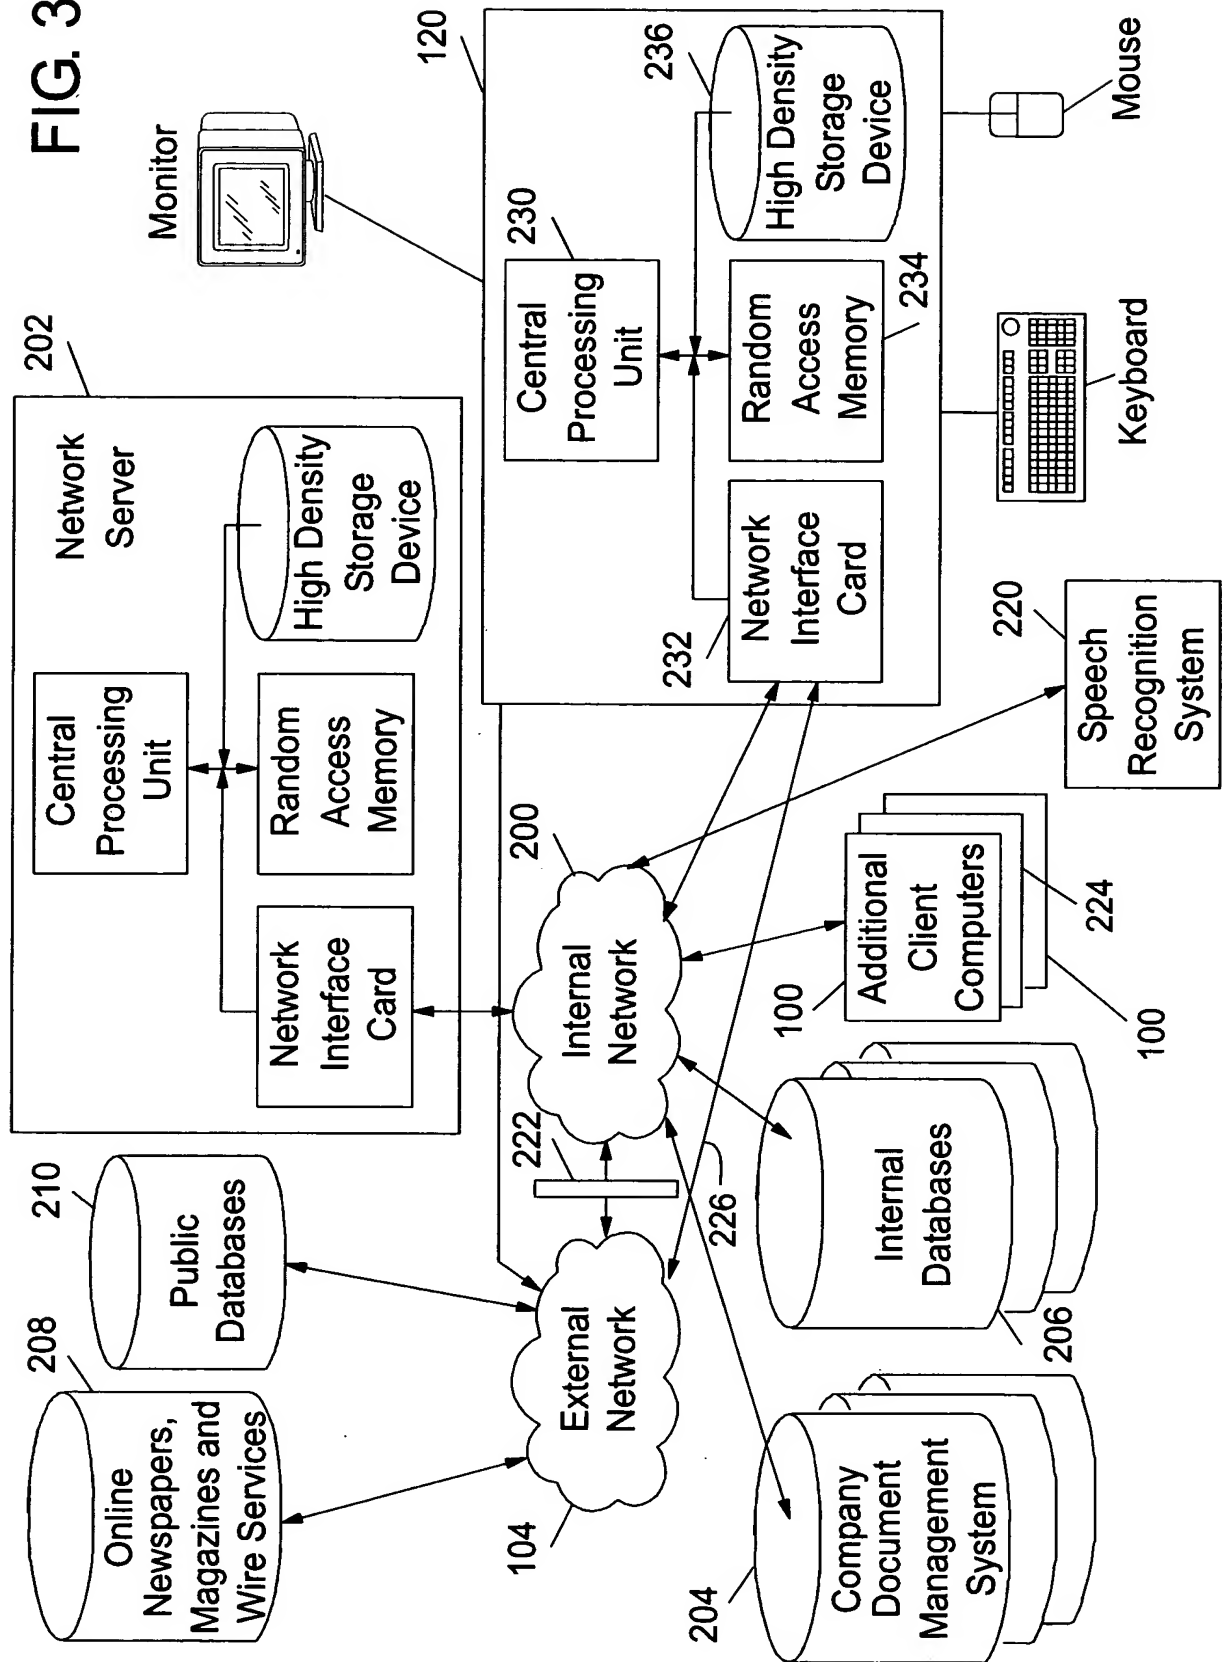 FIG. 3
Monitor
202
Network
Server
Central
Processing
Unit
High Density
Storage
Device
Random
Access
Memory
Network
Interface
Card
120
236
High Density
Storage
Device
230
Central
Processing
Unit
Random
Access
Memory
234
232
Network
Interface
Card
Mouse
Keyboard
220
Speech
Recognition
System
208
Online
Newspapers,
Magazines and
Wire Services
210
Public
Databases
104
External
Network
222
200
Internal
Network
226
204
Company
Document
Management
System
206
Internal
Databases
100
Additional
Client
Computers
224
100